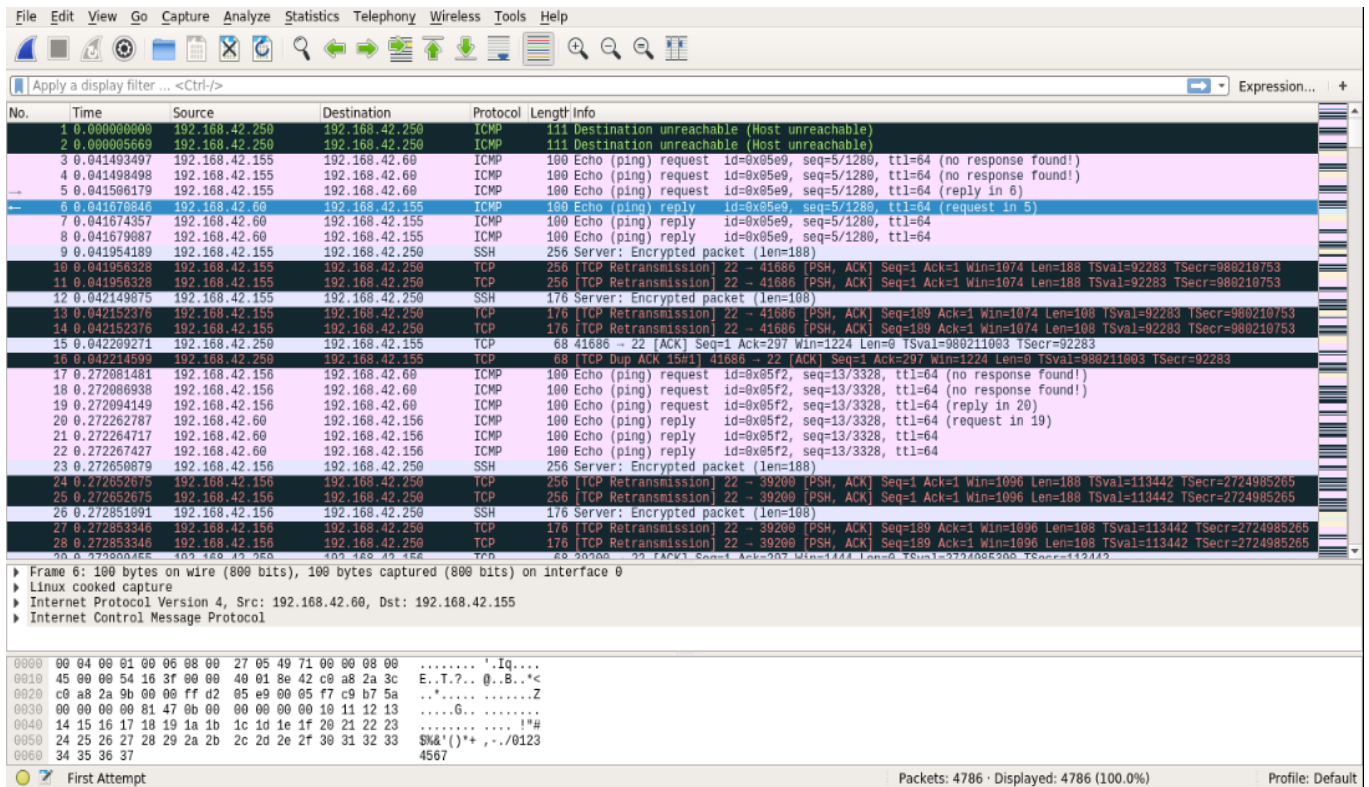 File Edit View Go Capture Analyze Statistics Telephony Wireless Tools Help
Apply a display filter ... <Ctrl-/> Expression... +
No. Time Source Destination Protocol Length Info
1 0.000000000 192.168.42.250 192.168.42.250 ICMP 111 Destination unreachable (Host unreachable)
2 0.000005669 192.168.42.250 192.168.42.250 ICMP 111 Destination unreachable (Host unreachable)
3 0.041493497 192.168.42.155 192.168.42.60 ICMP 100 Echo (ping) request id=0x05e9, seq=5/1280, ttl=64 (no response found!)
4 0.041498498 192.168.42.155 192.168.42.60 ICMP 100 Echo (ping) request id=0x05e9, seq=5/1280, ttl=64 (no response found!)
5 0.041506179 192.168.42.155 192.168.42.60 ICMP 100 Echo (ping) request id=0x05e9, seq=5/1280, ttl=64 (reply in 6)
6 0.041670846 192.168.42.60 192.168.42.155 ICMP 100 Echo (ping) reply id=0x05e9, seq=5/1280, ttl=64 (request in 5)
7 0.041674357 192.168.42.60 192.168.42.155 ICMP 100 Echo (ping) reply id=0x05e9, seq=5/1280, ttl=64
8 0.041679087 192.168.42.60 192.168.42.155 ICMP 100 Echo (ping) reply id=0x05e9, seq=5/1280, ttl=64
9 0.041954189 192.168.42.155 192.168.42.250 SSH 256 Server: Encrypted packet (len=188)
10 0.041956328 192.168.42.155 192.168.42.250 TCP 256 [TCP Retransmission] 22 → 41686 [PSH, ACK] Seq=1 Ack=1 Win=1074 Len=188 TSval=92283 TSecr=980210753
11 0.041956328 192.168.42.155 192.168.42.250 TCP 256 [TCP Retransmission] 22 → 41686 [PSH, ACK] Seq=1 Ack=1 Win=1074 Len=188 TSval=92283 TSecr=980210753
12 0.042149875 192.168.42.155 192.168.42.250 SSH 176 Server: Encrypted packet (len=108)
13 0.042152376 192.168.42.155 192.168.42.250 TCP 176 [TCP Retransmission] 22 → 41686 [PSH, ACK] Seq=189 Ack=1 Win=1074 Len=108 TSval=92283 TSecr=980210753
14 0.042152376 192.168.42.155 192.168.42.250 TCP 176 [TCP Retransmission] 22 → 41686 [PSH, ACK] Seq=189 Ack=1 Win=1074 Len=108 TSval=92283 TSecr=980210753
15 0.042209271 192.168.42.250 192.168.42.155 TCP 68 41686 → 22 [ACK] Seq=1 Ack=297 Win=1224 Len=0 TSval=980211003 TSecr=92283
16 0.042214599 192.168.42.250 192.168.42.155 TCP 68 [TCP Dup ACK 15#1] 41686 → 22 [ACK] Seq=1 Ack=297 Win=1224 Len=0 TSval=980211003 TSecr=92283
17 0.272081481 192.168.42.156 192.168.42.60 ICMP 100 Echo (ping) request id=0x05f2, seq=13/3328, ttl=64 (no response found!)
18 0.272086938 192.168.42.156 192.168.42.60 ICMP 100 Echo (ping) request id=0x05f2, seq=13/3328, ttl=64 (no response found!)
19 0.272094149 192.168.42.156 192.168.42.60 ICMP 100 Echo (ping) request id=0x05f2, seq=13/3328, ttl=64 (reply in 20)
20 0.272262787 192.168.42.60 192.168.42.156 ICMP 100 Echo (ping) reply id=0x05f2, seq=13/3328, ttl=64 (request in 19)
21 0.272264717 192.168.42.60 192.168.42.156 ICMP 100 Echo (ping) reply id=0x05f2, seq=13/3328, ttl=64
22 0.272267427 192.168.42.60 192.168.42.156 ICMP 100 Echo (ping) reply id=0x05f2, seq=13/3328, ttl=64
23 0.272650879 192.168.42.156 192.168.42.250 SSH 256 Server: Encrypted packet (len=188)
24 0.272652675 192.168.42.156 192.168.42.250 TCP 256 [TCP Retransmission] 22 → 39200 [PSH, ACK] Seq=1 Ack=1 Win=1096 Len=188 TSval=113442 TSecr=2724985265
25 0.272652675 192.168.42.156 192.168.42.250 TCP 256 [TCP Retransmission] 22 → 39200 [PSH, ACK] Seq=1 Ack=1 Win=1096 Len=188 TSval=113442 TSecr=2724985265
26 0.272851091 192.168.42.156 192.168.42.250 SSH 176 Server: Encrypted packet (len=108)
27 0.272853346 192.168.42.156 192.168.42.250 TCP 176 [TCP Retransmission] 22 → 39200 [PSH, ACK] Seq=189 Ack=1 Win=1096 Len=108 TSval=113442 TSecr=2724985265
28 0.272853346 192.168.42.156 192.168.42.250 TCP 176 [TCP Retransmission] 22 → 39200 [PSH, ACK] Seq=189 Ack=1 Win=1096 Len=108 TSval=113442 TSecr=2724985265
Frame 6: 100 bytes on wire (800 bits), 100 bytes captured (800 bits) on interface 0
Linux cooked capture
Internet Protocol Version 4, Src: 192.168.42.60, Dst: 192.168.42.155
Internet Control Message Protocol
0000 00 04 00 01 00 06 08 00 27 05 49 71 00 00 08 00 ........ '.Iq....
0010 45 00 00 54 16 3f 00 00 40 01 8e 42 c0 a8 2a 3c E..T.?.. @..B..*<
0020 c0 a8 2a 9b 00 00 ff d2 05 e9 00 05 f7 c9 b7 5a ..*..... .......Z
0030 00 00 00 00 81 47 0b 00 00 00 00 00 10 11 12 13 .....G.. ........
0040 14 15 16 17 18 19 1a 1b 1c 1d 1e 1f 20 21 22 23 ........ .... !"#
0050 24 25 26 27 28 29 2a 2b 2c 2d 2e 2f 30 31 32 33 $%&'()*+ ,-./0123
0060 34 35 36 37 4567
First Attempt Packets: 4786 · Displayed: 4786 (100.0%) Profile: Default